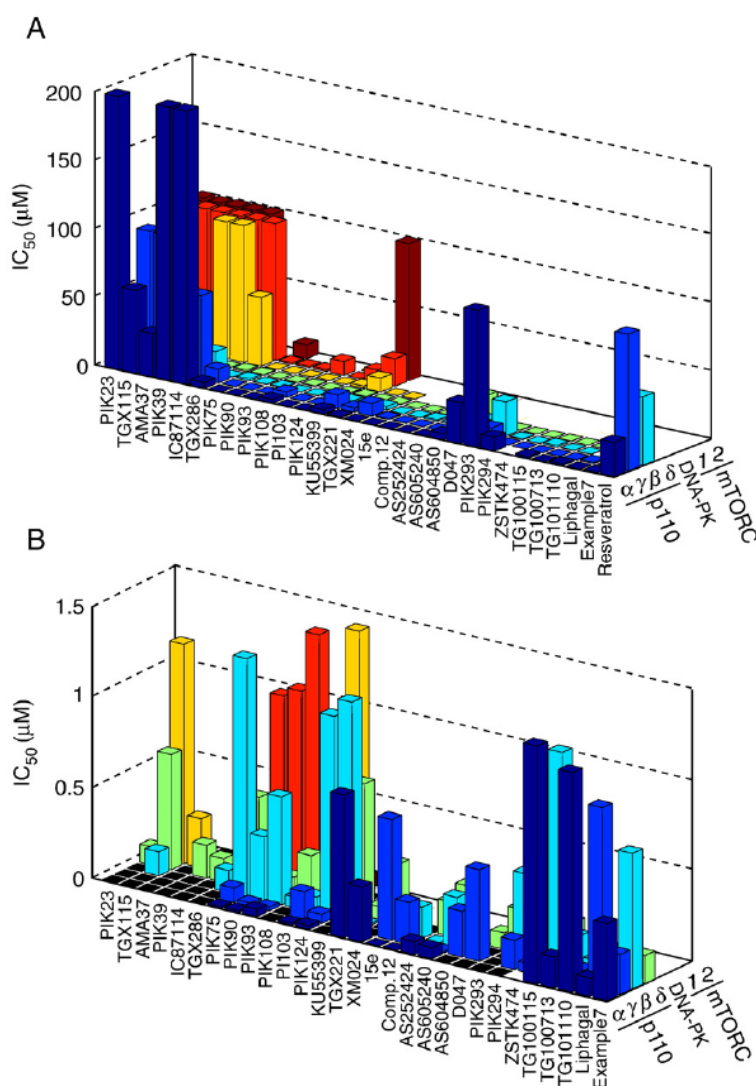 A
200
150
100
50
0
IC50 (μM)
PIK23
TGX115
AMA37
PIK39
IC87114
TGX286
PIK75
PIK90
PIK93
PIK108
PI103
PIK124
KU55399
TGX221
XM024
15e
Comp.12
AS252424
AS605240
AS604850
D047
PIK293
PIK294
ZSTK474
TG100115
TG100713
TG101110
Liphagal
Example7
Resveratrol
α γ β δ
p110
DNA-PK
1 2
mTORC
B
1.5
1
0.5
0
IC50 (μM)
PIK23
TGX115
AMA37
PIK39
IC87114
TGX286
PIK75
PIK90
PIK93
PIK108
PI103
PIK124
KU55399
TGX221
XM024
15e
Comp.12
AS252424
AS605240
AS604850
D047
PIK293
PIK294
ZSTK474
TG100115
TG100713
TG101110
Liphagal
Example7
α γ β δ
p110
DNA-PK
1 2
mTORC